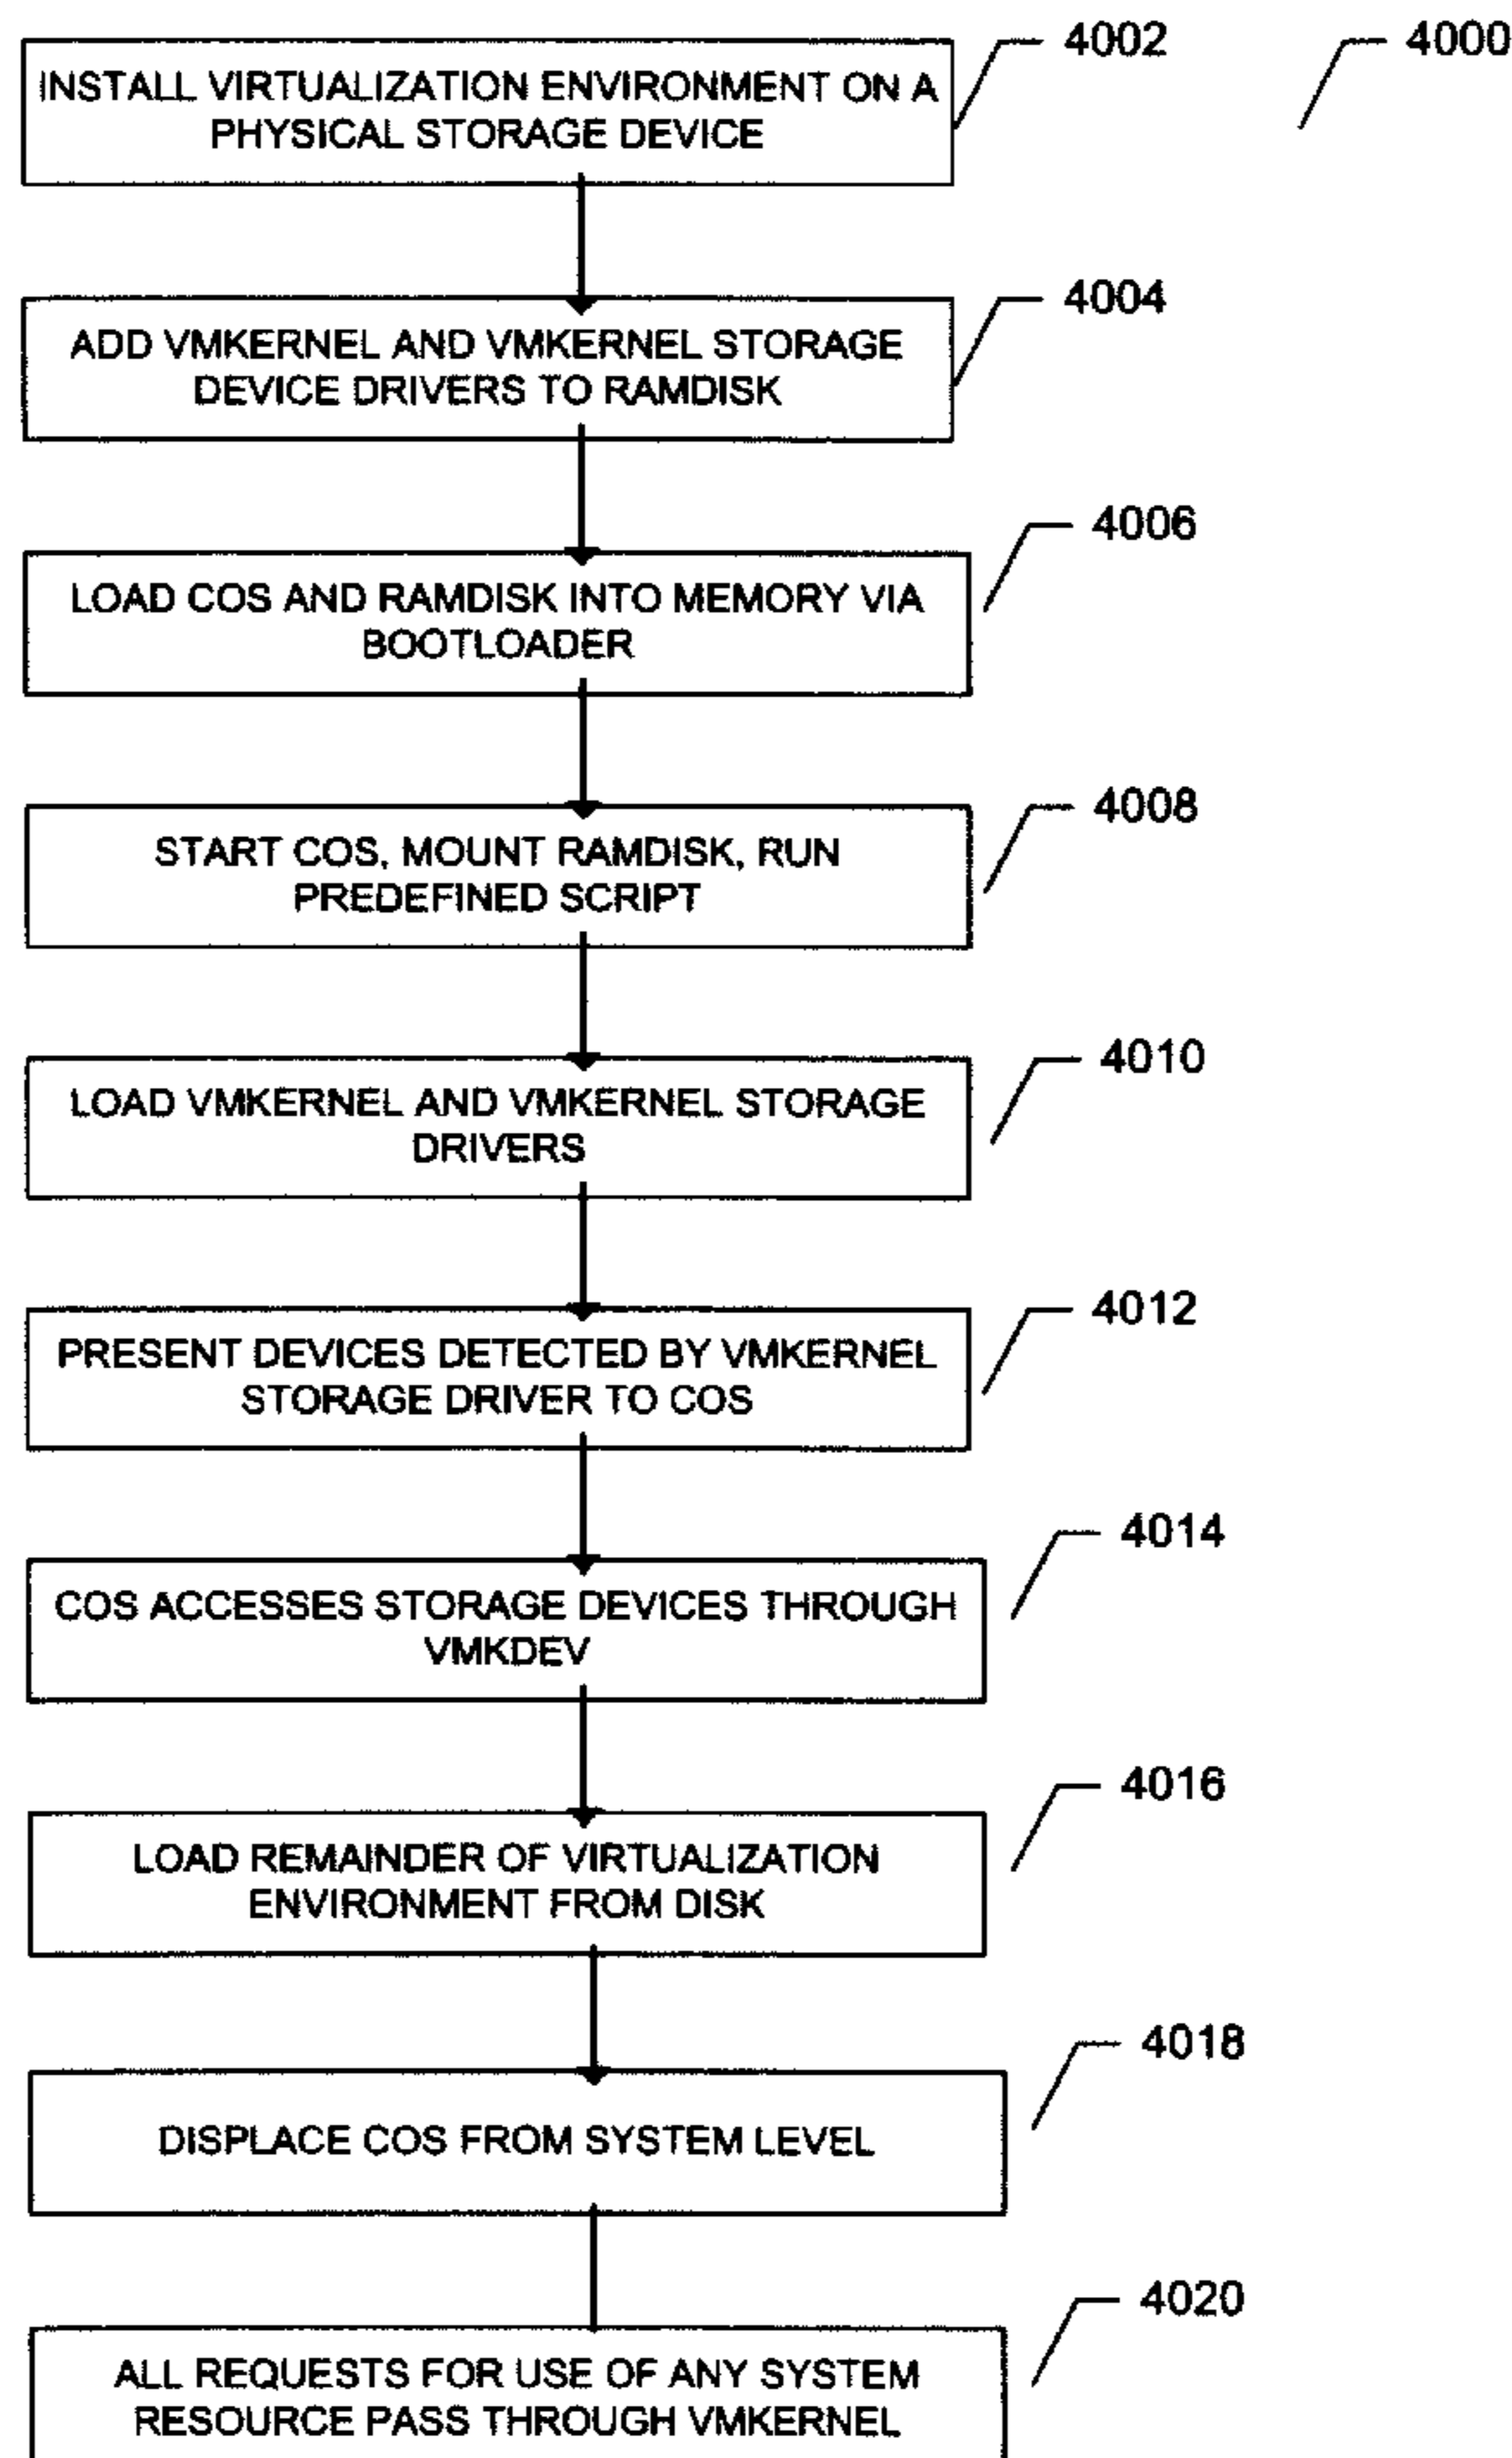 4002
4000
INSTALL VIRTUALIZATION ENVIRONMENT ON A
PHYSICAL STORAGE DEVICE
4004
ADD VMKERNEL AND VMKERNEL STORAGE
DEVICE DRIVERS TO RAMDISK
4006
LOAD COS AND RAMDISK INTO MEMORY VIA
BOOTLOADER
4008
START COS, MOUNT RAMDISK, RUN
PREDEFINED SCRIPT
4010
LOAD VMKERNEL AND VMKERNEL STORAGE
DRIVERS
4012
PRESENT DEVICES DETECTED BY VMKERNEL
STORAGE DRIVER TO COS
4014
COS ACCESSES STORAGE DEVICES THROUGH
VMKDEV
4016
LOAD REMAINDER OF VIRTUALIZATION
ENVIRONMENT FROM DISK
4018
DISPLACE COS FROM SYSTEM LEVEL
4020
ALL REQUESTS FOR USE OF ANY SYSTEM
RESOURCE PASS THROUGH VMKERNEL